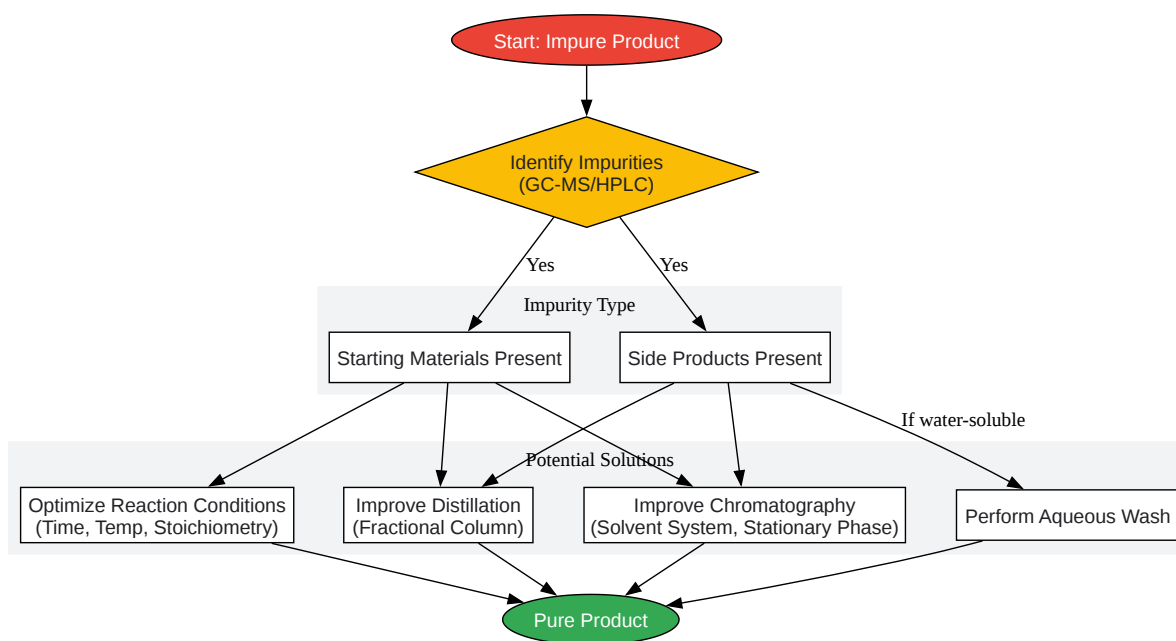 Start: Impure Product
Identify Impurities
(GC-MS/HPLC)
Yes
Yes
Impurity Type
Starting Materials Present
Side Products Present
If water-soluble
Potential Solutions
Optimize Reaction Conditions
(Time, Temp, Stoichiometry)
Improve Distillation
(Fractional Column)
Improve Chromatography
(Solvent System, Stationary Phase)
Perform Aqueous Wash
Pure Product